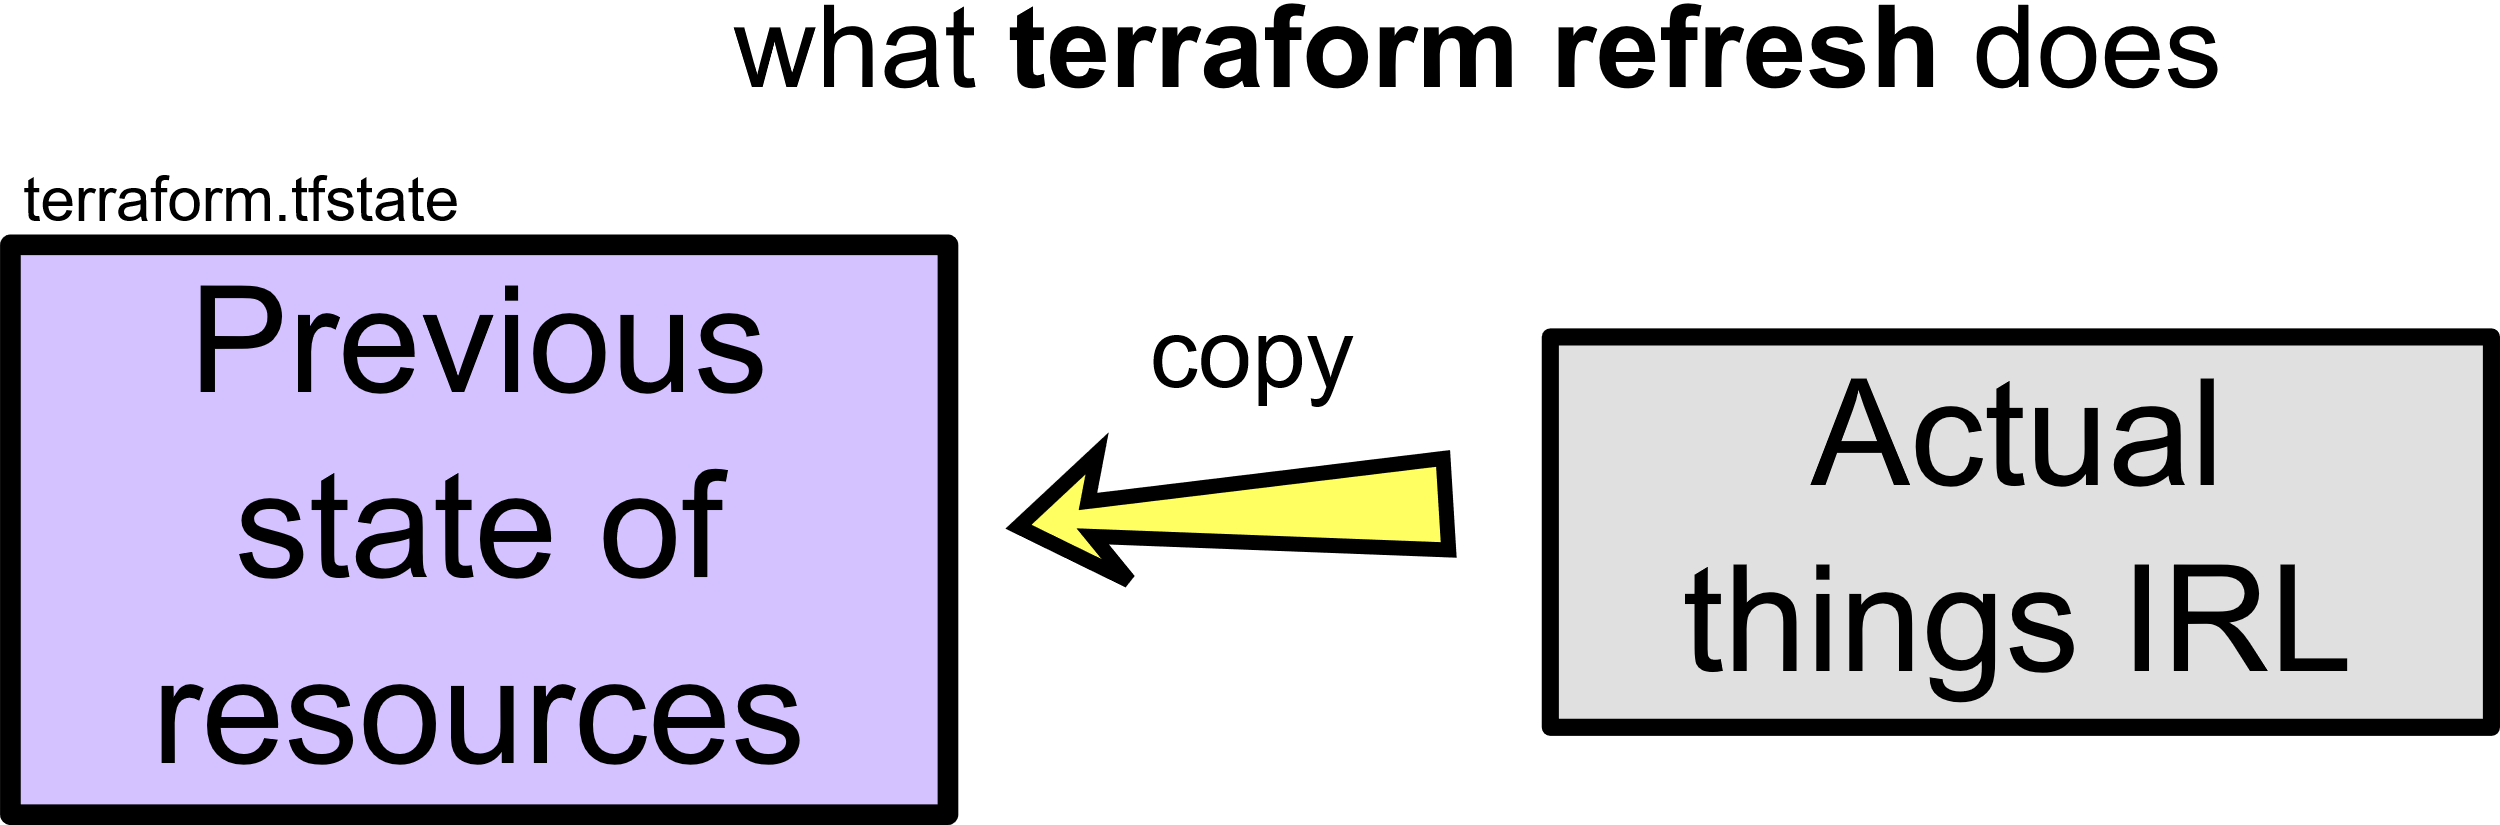 what terraform refresh does
terraform.tfstate
Previous
state of
resources
copy
Actual
things IRL